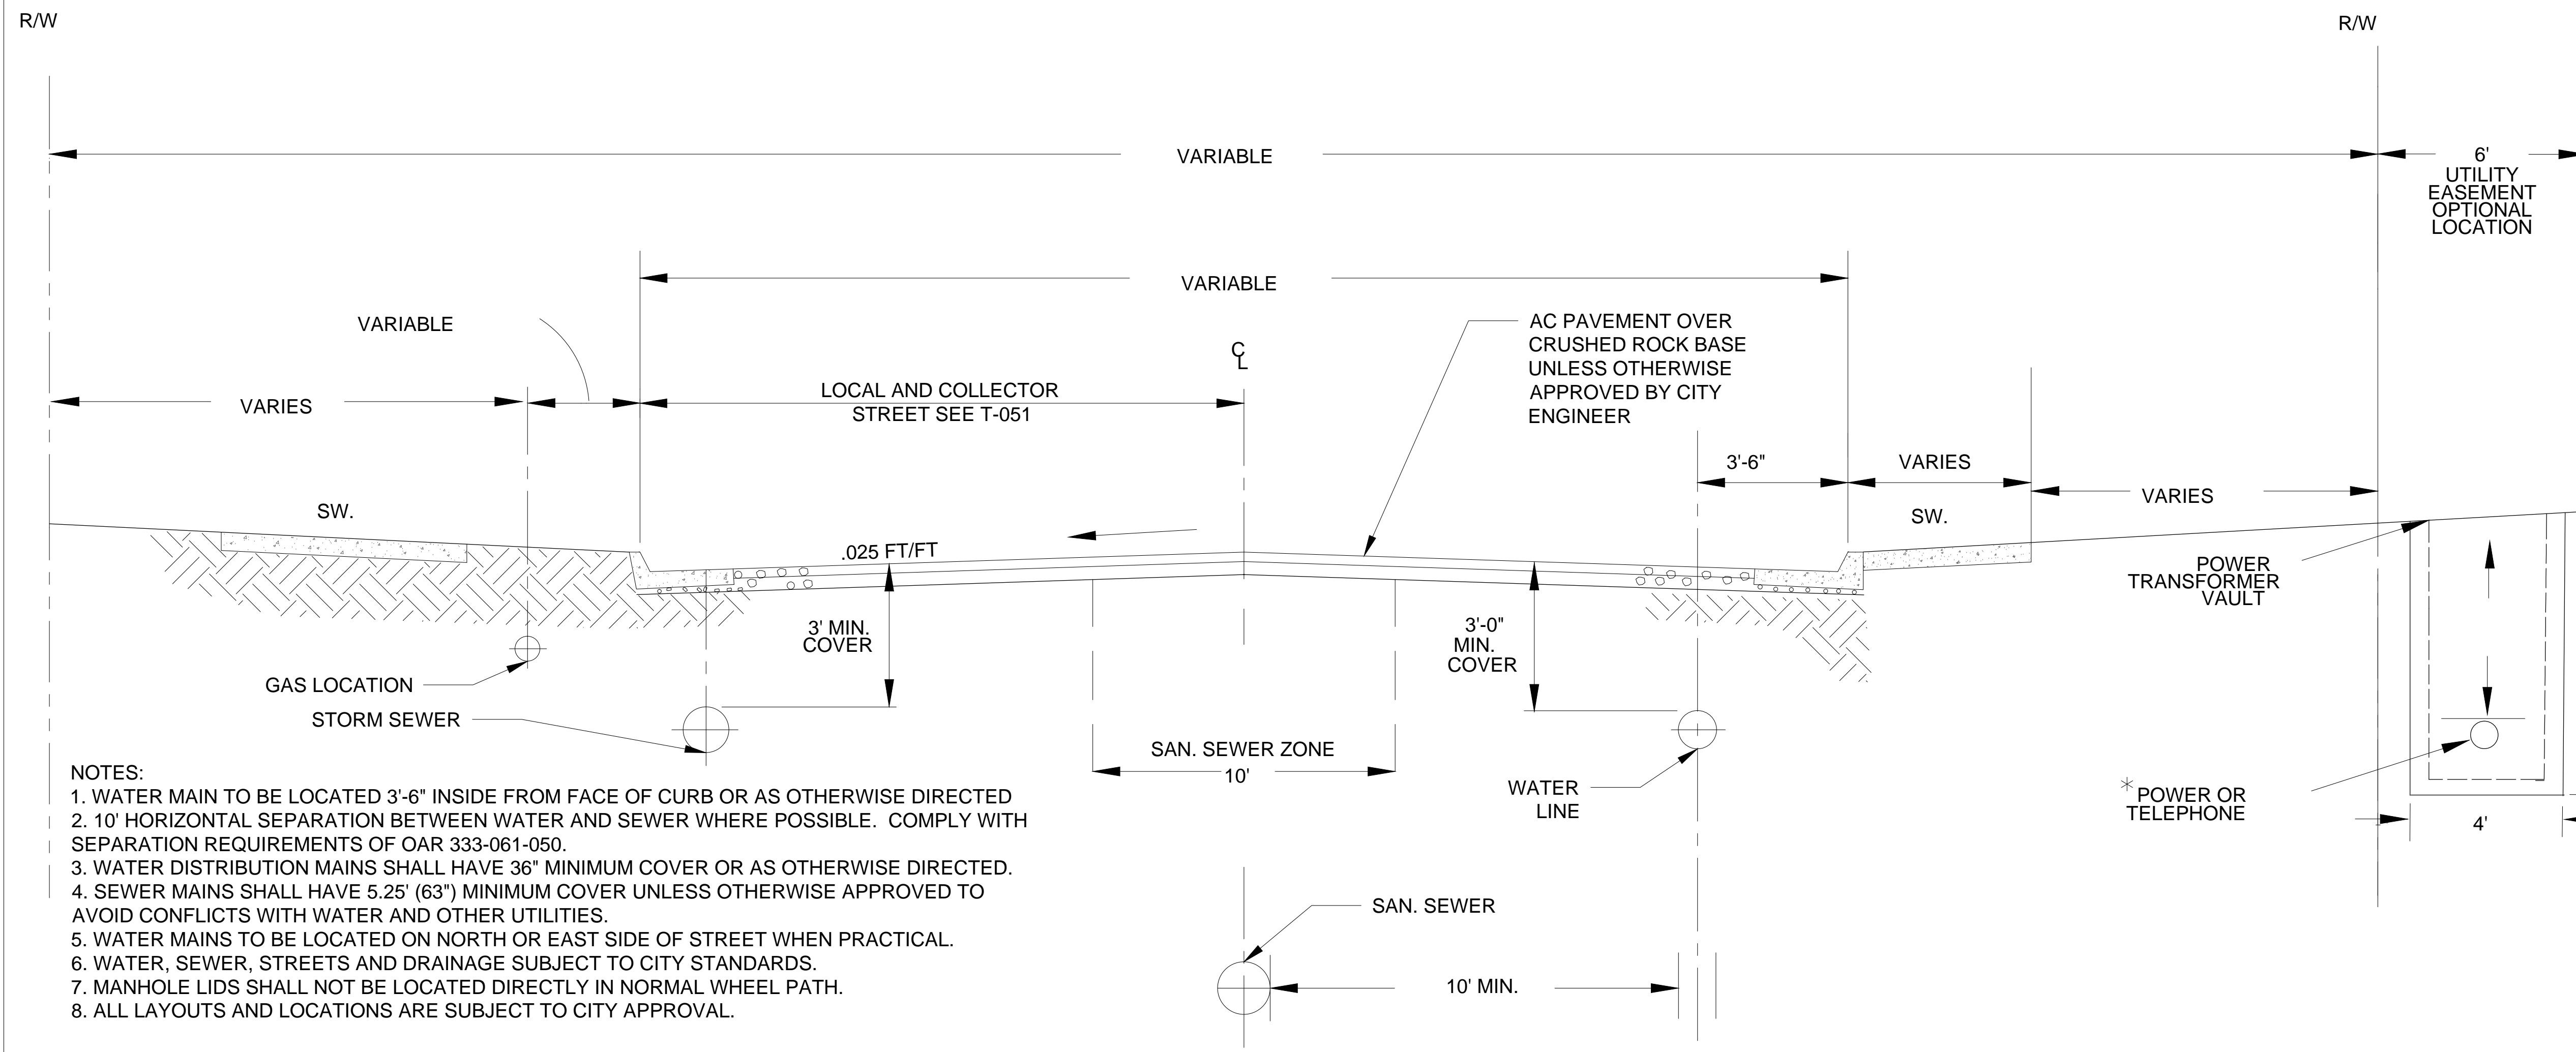 R/W
R/W
VARIABLE
6'
UTILITY
EASEMENT
OPTIONAL
LOCATION
VARIABLE
VARIABLE
AC PAVEMENT OVER
CRUSHED ROCK BASE
UNLESS OTHERWISE
APPROVED BY CITY
ENGINEER
C
L
VARIES
LOCAL AND COLLECTOR
STREET SEE T-051
3'-6"
VARIES
VARIES
SW.
SW.
.025 FT/FT
POWER
TRANSFORMER
VAULT
3' MIN.
COVER
3'-0"
MIN.
COVER
GAS LOCATION
STORM SEWER
SAN. SEWER ZONE
10'
WATER
LINE
*POWER OR
TELEPHONE
4'
NOTES:
1. WATER MAIN TO BE LOCATED 3'-6" INSIDE FROM FACE OF CURB OR AS OTHERWISE DIRECTED
2. 10' HORIZONTAL SEPARATION BETWEEN WATER AND SEWER WHERE POSSIBLE. COMPLY WITH
SEPARATION REQUIREMENTS OF OAR 333-061-050.
3. WATER DISTRIBUTION MAINS SHALL HAVE 36" MINIMUM COVER OR AS OTHERWISE DIRECTED.
4. SEWER MAINS SHALL HAVE 5.25' (63") MINIMUM COVER UNLESS OTHERWISE APPROVED TO
AVOID CONFLICTS WITH WATER AND OTHER UTILITIES.
5. WATER MAINS TO BE LOCATED ON NORTH OR EAST SIDE OF STREET WHEN PRACTICAL.
6. WATER, SEWER, STREETS AND DRAINAGE SUBJECT TO CITY STANDARDS.
7. MANHOLE LIDS SHALL NOT BE LOCATED DIRECTLY IN NORMAL WHEEL PATH.
8. ALL LAYOUTS AND LOCATIONS ARE SUBJECT TO CITY APPROVAL.
SAN. SEWER
10' MIN.